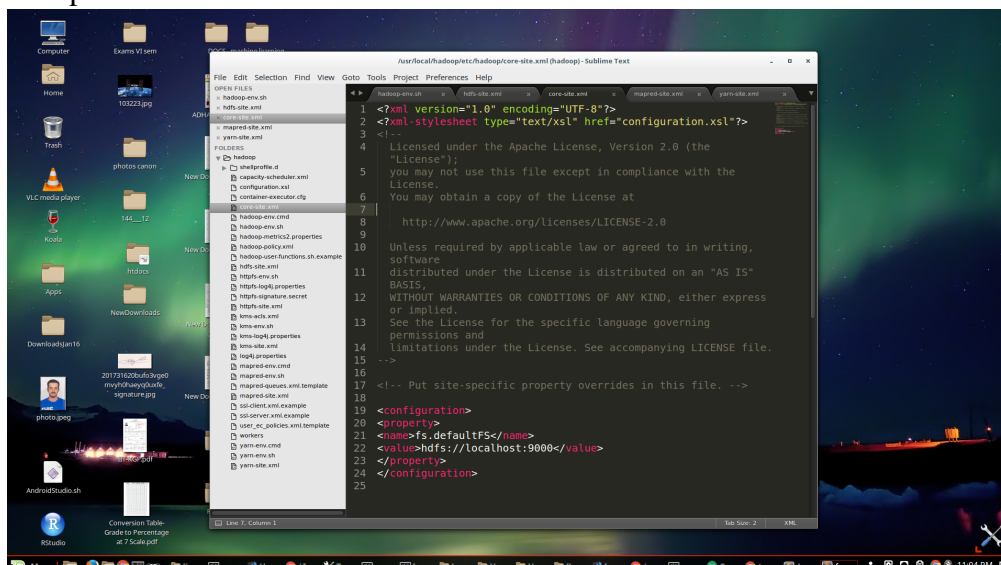 Computer
Exams VI sem
Home
103223.jpg
Trash
photos canon
VLC media player
144___12
Koala
htdocs
Apps
NewDownloads
DownloadsJan16
201731620bufo3vge0
signature.jpg
photo.jpeg
AndroidStudio.sh
RStudio
Conversion Table-
Grade to Percentage
at 7 Scale.pdf
/usr/local/hadoop/etc/hadoop/core-site.xml (hadoop) - Sublime Text
File Edit Selection Find View Goto Tools Project Preferences Help
OPEN FILES
hadoop-env.sh
hdfs-site.xml
core-site.xml
mapred-site.xml
yarn-site.xml
FOLDERS
hadoop
shellprofile.d
capacity-scheduler.xml
configuration.xsl
container-executor.cfg
core-site.xml
hadoop-env.cmd
hadoop-env.sh
hadoop-metrics2.properties
hadoop-policy.xml
hadoop-user-functions.sh.example
hdfs-site.xml
httpfs-env.sh
httpfs-log4j.properties
httpfs-signature.secret
httpfs-site.xml
kms-acls.xml
kms-env.sh
kms-log4j.properties
kms-site.xml
log4j.properties
mapred-env.cmd
mapred-env.sh
mapred-queues.xml.template
mapred-site.xml
ssl-client.xml.example
ssl-server.xml.example
user_ec_policies.xml.template
workers
yarn-env.cmd
yarn-env.sh
yarn-site.xml
hadoop-env.sh hdfs-site.xml core-site.xml mapred-site.xml yarn-site.xml
1 <?xml version="1.0" encoding="UTF-8"?>
2 <?xml-stylesheet type="text/xsl" href="configuration.xsl"?>
3 <!--
4 Licensed under the Apache License, Version 2.0 (the
"License");
5 you may not use this file except in compliance with the
License.
6 You may obtain a copy of the License at
7
8 http://www.apache.org/licenses/LICENSE-2.0
9
10 Unless required by applicable law or agreed to in writing,
software
11 distributed under the License is distributed on an "AS IS"
BASIS,
12 WITHOUT WARRANTIES OR CONDITIONS OF ANY KIND, either express
or implied.
13 See the License for the specific language governing
permissions and
14 limitations under the License. See accompanying LICENSE file.
15 -->
16
17 <!-- Put site-specific property overrides in this file. -->
18
19 <configuration>
20 <property>
21 <name>fs.defaultFS</name>
22 <value>hdfs://localhost:9000</value>
23 </property>
24 </configuration>
25
Line 7, Column 1
Tab Size: 2
XML
11:04 PM